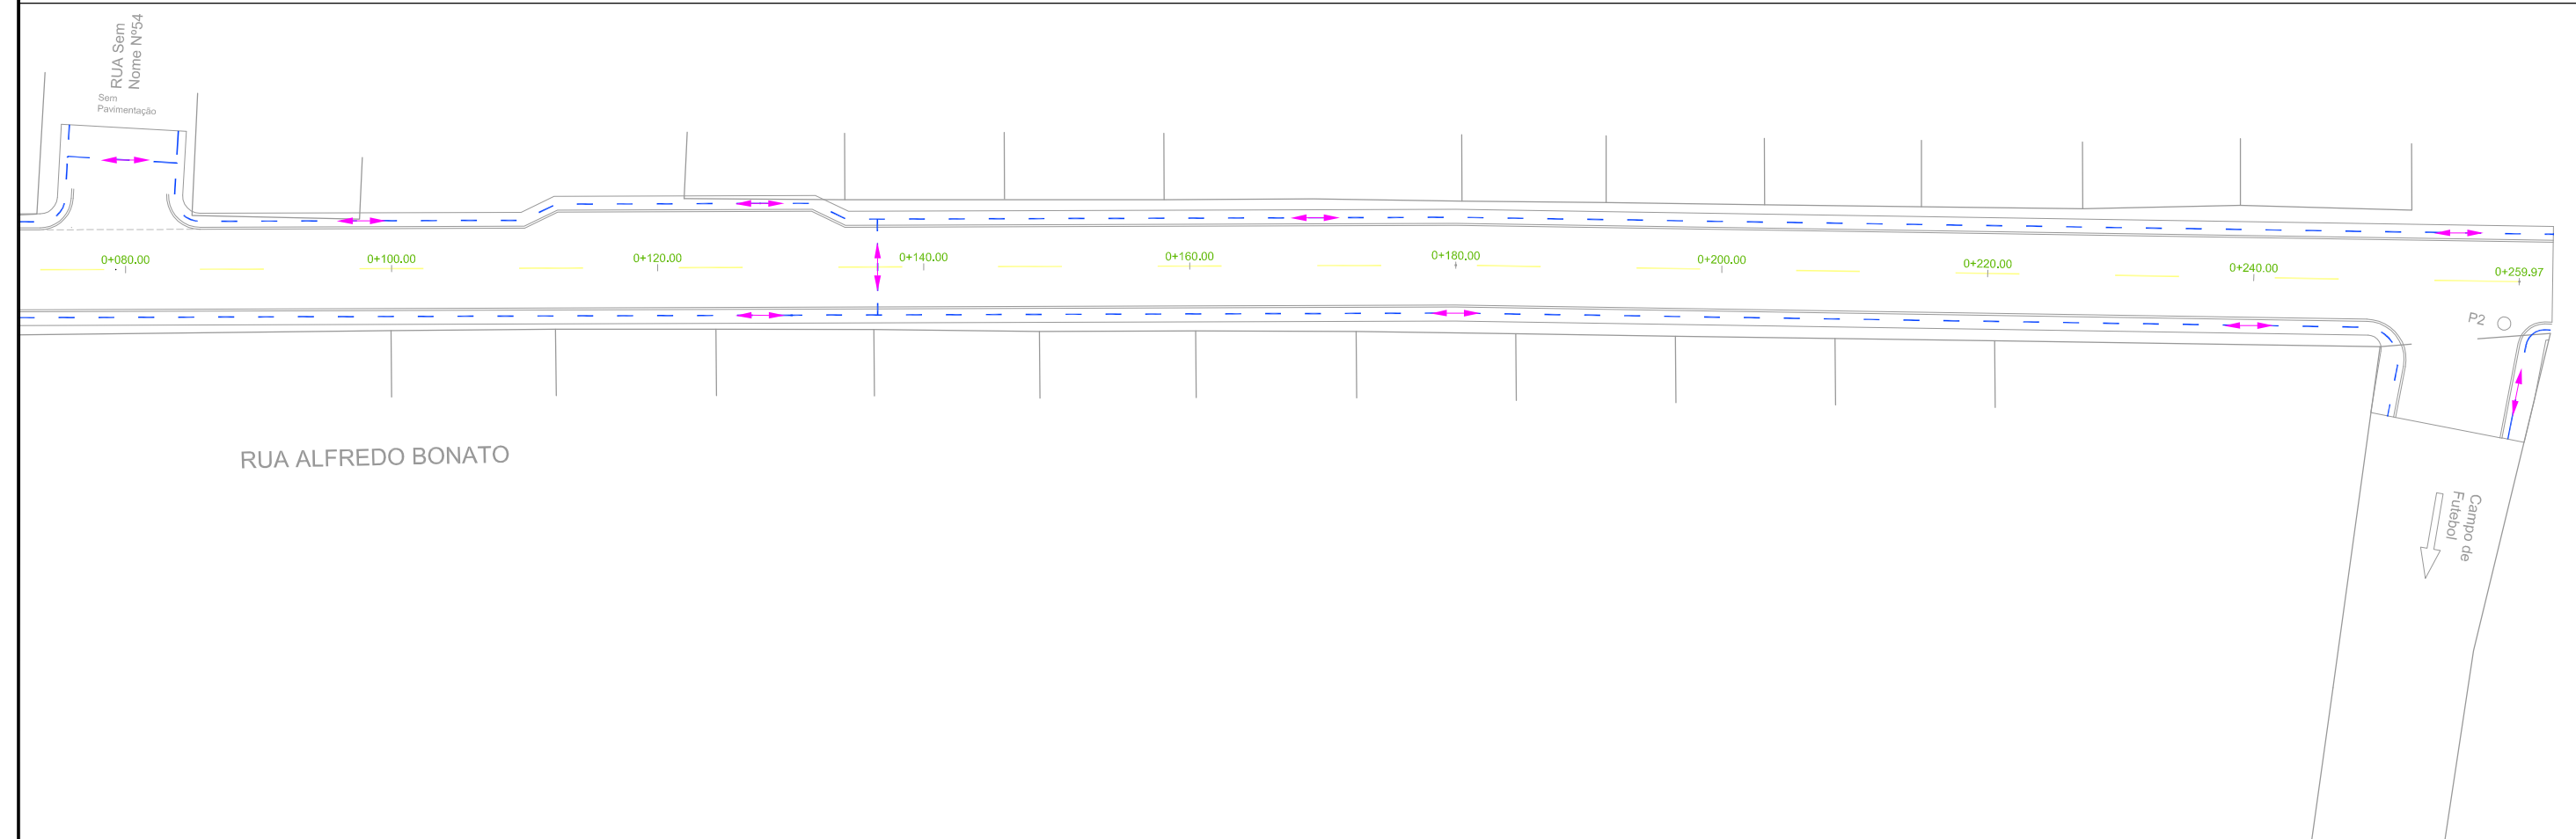 RUA Sem
Nome Nº54
Sem
Pavimentação
0+080.00
0+100.00
0+120.00
0+140.00
0+160.00
0+180.00
0+200.00
0+220.00
0+240.00
0+259.97
P2
RUA ALFREDO BONATO
Campo de
Futebol